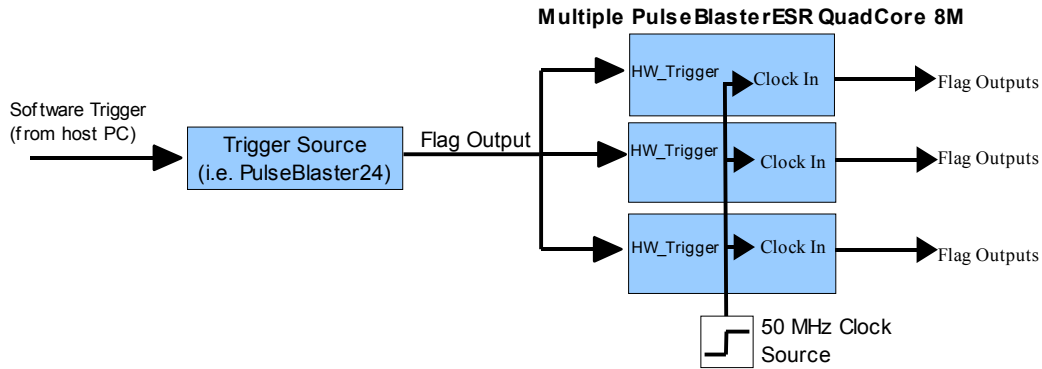 Multiple PulseBlasterESR QuadCore 8M
Software Trigger
(from host PC)
Trigger Source
(i.e. PulseBlaster24)
Flag Output
HW_Trigger
Clock In
Flag Outputs
HW_Trigger
Clock In
Flag Outputs
HW_Trigger
Clock In
Flag Outputs
50 MHz Clock
Source